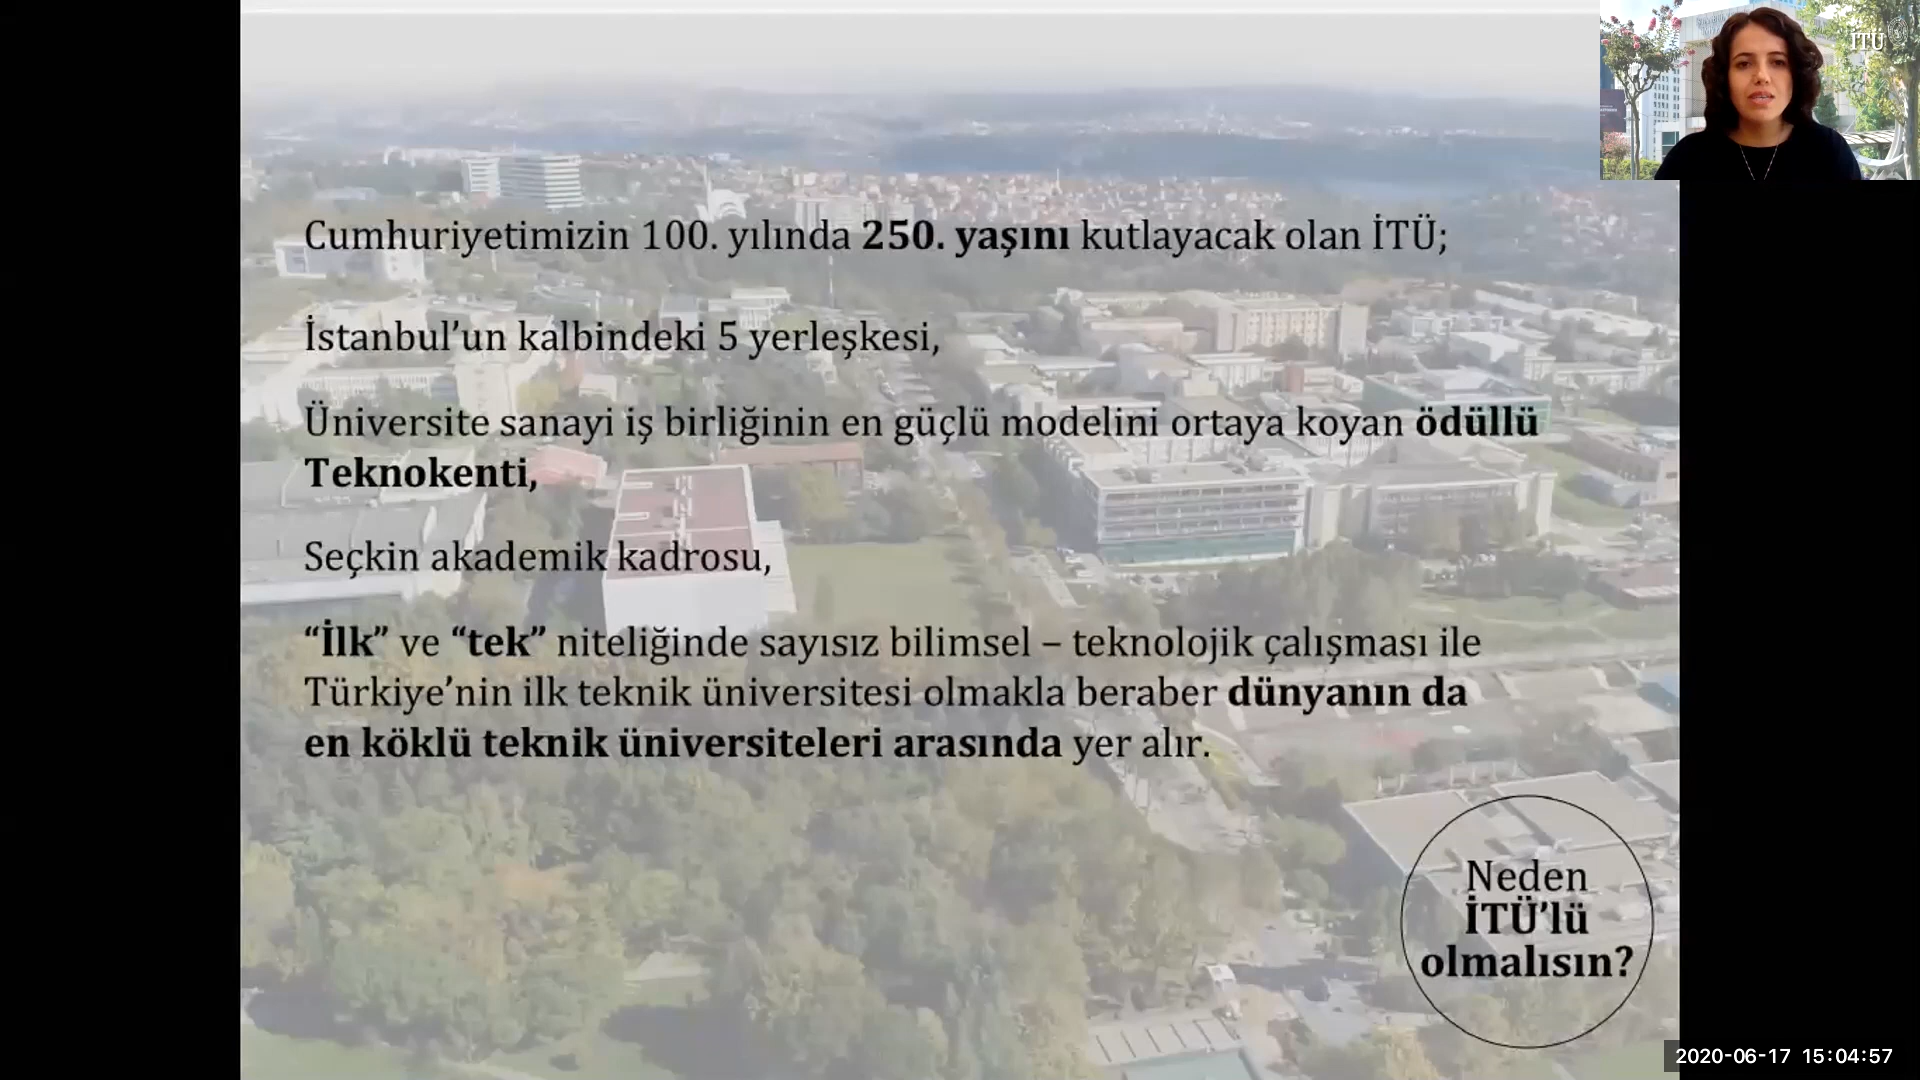 İTÜ
Cumhuriyetimizin 100. yılında 250. yaşını kutlayacak olan İTÜ;
İstanbul’un kalbindeki 5 yerleşkesi,
Üniversite sanayi iş birliğinin en güçlü modelini ortaya koyan ödüllü
Teknokenti,
Seçkin akademik kadrosu,
“İlk” ve “tek” niteliğinde sayısız bilimsel – teknolojik çalışması ile
Türkiye’nin ilk teknik üniversitesi olmakla beraber dünyanın da
en köklü teknik üniversiteleri arasında yer alır.
Neden
İTÜ’lü
olmalısın?
2020-06-17 15:04:57